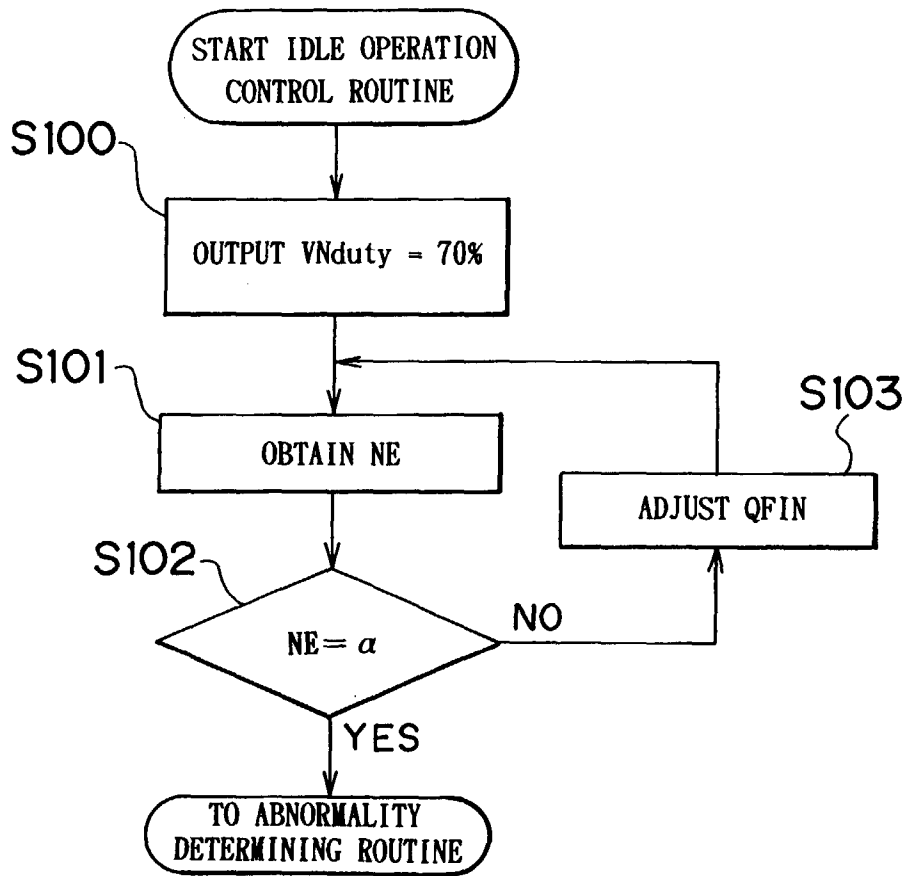 START IDLE OPERATION
CONTROL ROUTINE
S100
OUTPUT VNduty = 70%
S101
OBTAIN NE
S103
ADJUST QFIN
S102
NE=α
NO
YES
TO ABNORMALITY
DETERMINING ROUTINE